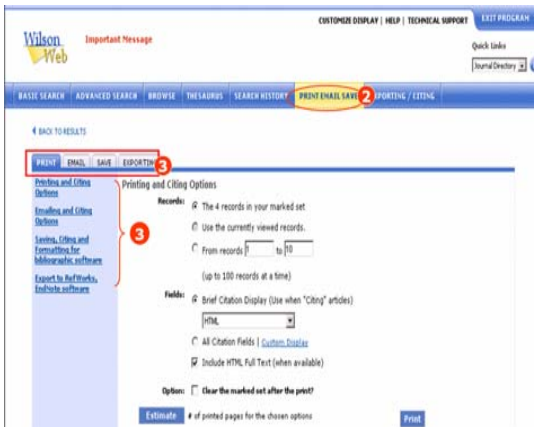 CUSTOMIZE DISPLAY | HELP | TECHNICAL SUPPORT
EXIT PROGRAM
Wilson
Web
Important Message
Quick Links
Journal Directory
BASIC SEARCH
ADVANCED SEARCH
BROWSE
THESAURUS
SEARCH HISTORY
PRINT EMAIL SAVE
2
EXPORTING / CITING
BACK TO RESULTS
PRINT
EMAIL
SAVE
EXPORTING
3
Printing and Citing
Options
Emailing and Citing
Options
Saving, Citing and
Formatting for
bibliographic software
Export to RefWorks,
EndNote software
3
Printing and Citing Options
Records: The 4 records in your marked set
Use the currently viewed records.
From records 1 to 10
(up to 100 records at a time)
Fields: Brief Citation Display (Use when "Citing" articles)
HTML
All Citation Fields | Custom Display
Include HTML Full Text (when available)
Option: Clear the marked set after the print?
Estimate # of printed pages for the chosen options
Print